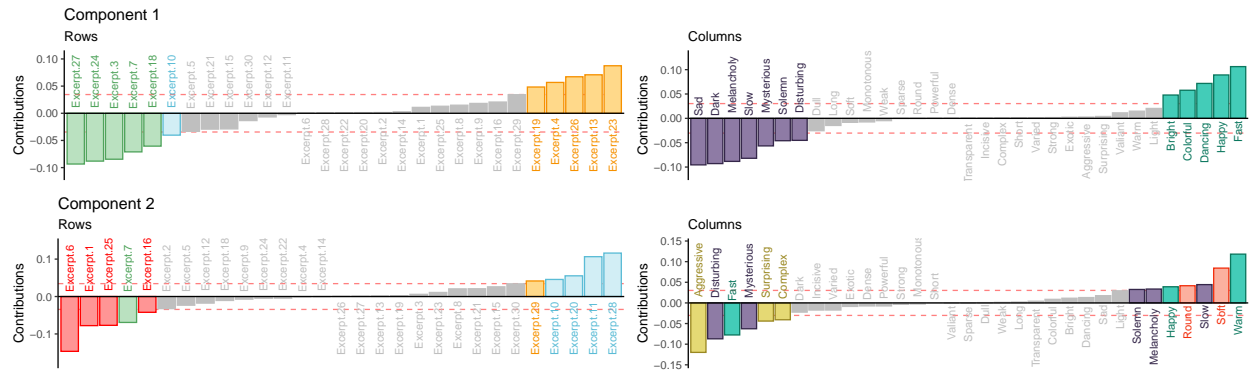 Component 1
Rows
Contributions
0.10
0.05
0.00
−0.05
−0.10
Excerpt.27
Excerpt.24
Excerpt.3
Excerpt.7
Excerpt.18
Excerpt.10
Excerpt.5
Excerpt.21
Excerpt.15
Excerpt.30
Excerpt.12
Excerpt.11
Excerpt.6
Excerpt.28
Excerpt.22
Excerpt.20
Excerpt.2
Excerpt.14
Excerpt.1
Excerpt.25
Excerpt.8
Excerpt.9
Excerpt.16
Excerpt.29
Excerpt.19
Excerpt.4
Excerpt26
Excerpt.13
Excerpt.23
Columns
Contributions
0.10
0.05
0.00
−0.05
−0.10
Sad
Dark
Melancholy
Slow
Mysterious
Solemn
Disturbing
Dull
Long
Soft
Monotonous
Weak
Sparse
Round
Powerful
Dense
Transparent
Incisive
Complex
Short
Varied
Strong
Exotic
Aggressive
Surprising
Valiant
Warm
Light
Bright
Colorful
Dancing
Happy
Fast
Component 2
Rows
Contributions
0.1
0.0
−0.1
Excerpt.6
Excerpt.1
Excerpt.25
Excerpt.7
Excerpt.16
Excerpt.2
Excerpt.5
Excerpt.12
Excerpt.18
Excerpt.9
Excerpt.24
Excerpt.22
Excerpt.4
Excerpt.14
Excerpt.26
Excerpt.27
Excerpt.13
Excerpt.17
Excerpt.19
Excerpt.3
Excerpt.23
Excerpt.8
Excerpt.21
Excerpt.15
Excerpt.30
Excerpt.29
Excerpt.10
Excerpt.20
Excerpt.11
Excerpt.28
Columns
Contributions
0.15
0.10
0.05
0.00
−0.05
−0.10
−0.15
Aggressive
Disturbing
Fast
Mysterious
Surprising
Complex
Dark
Incisive
Varied
Exotic
Dense
Powerful
Strong
Monotonous
Short
Valiant
Sparse
Dull
Weak
Long
Transparent
Colorful
Bright
Dancing
Sad
Light
Solemn
Melancholy
Happy
Round
Slow
Soft
Warm